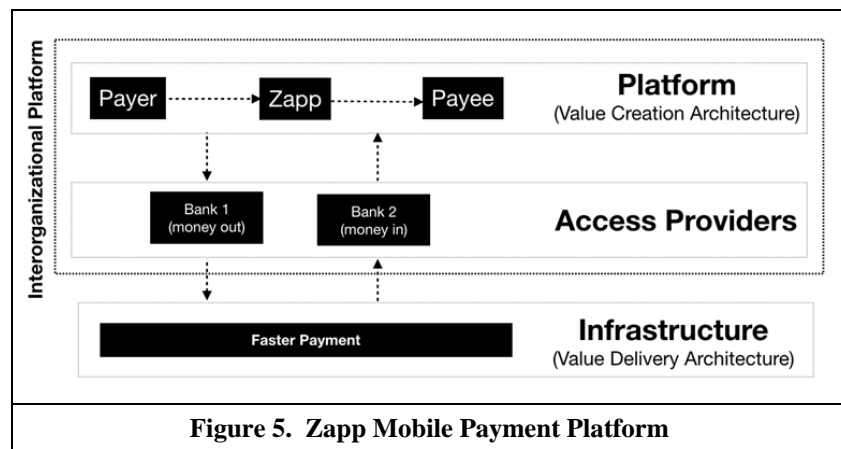 Interorganizational Platform
Payer
Zapp
Payee
Platform
(Value Creation Architecture)
Bank 1
(money out)
Bank 2
(money in)
Access Providers
Faster Payment
Infrastructure
(Value Delivery Architecture)
Figure 5. Zapp Mobile Payment Platform